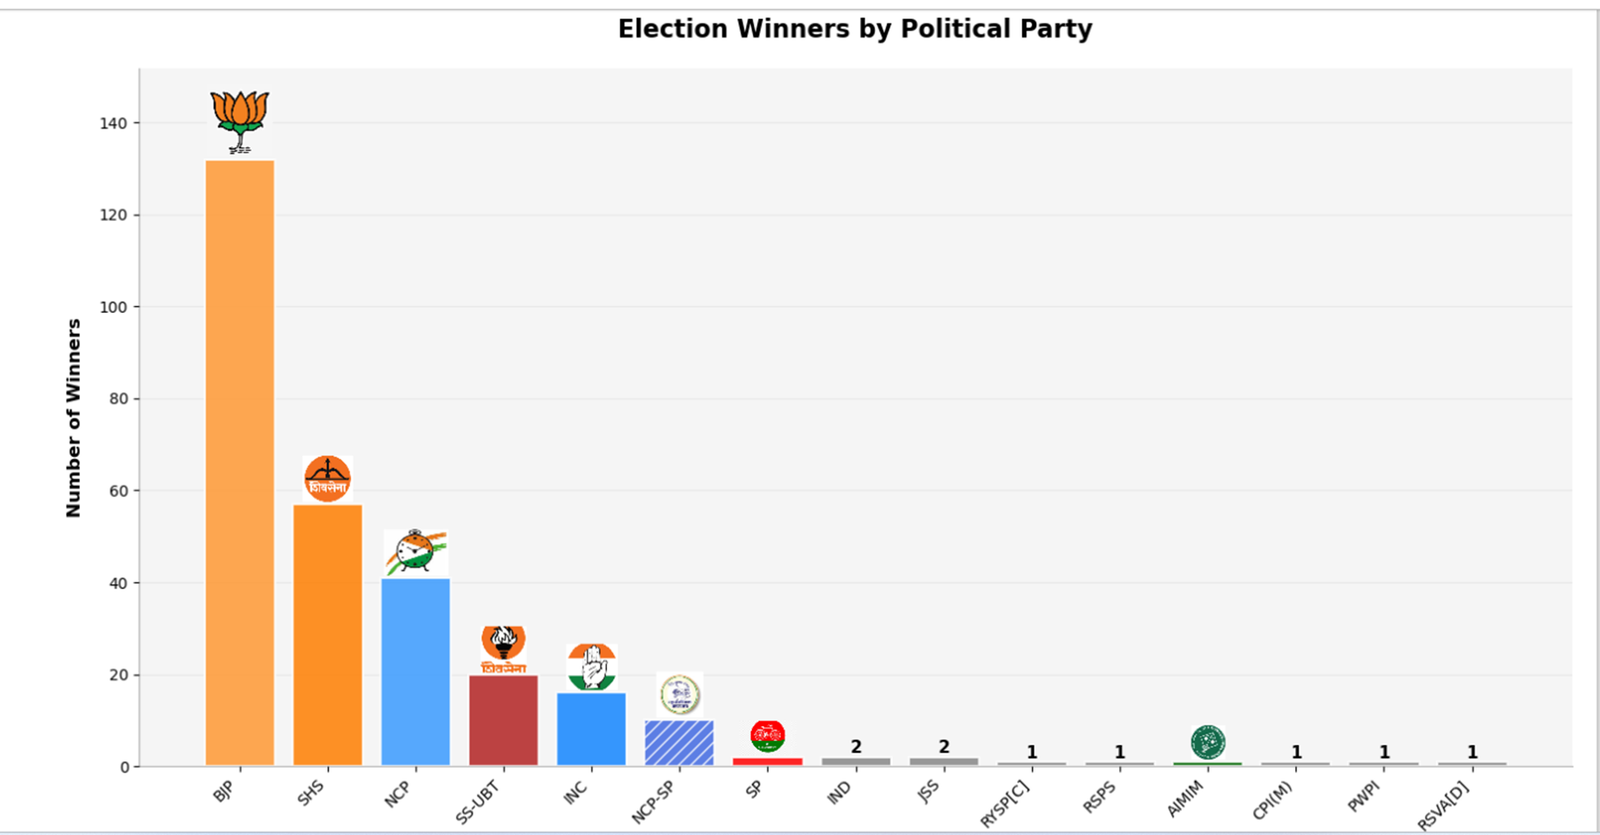 Election Winners by Political Party
Number of Winners
140
120
100
80
60
40
20
0
शिवसेना
शिवसेना
2
2
1
1
1
1
1
BJP
SHS
NCP
SS-UBT
INC
NCP-SP
SP
IND
JSS
RYSP[C]
RSPS
AIMIM
CPI(M)
PWPI
RSVA[D]